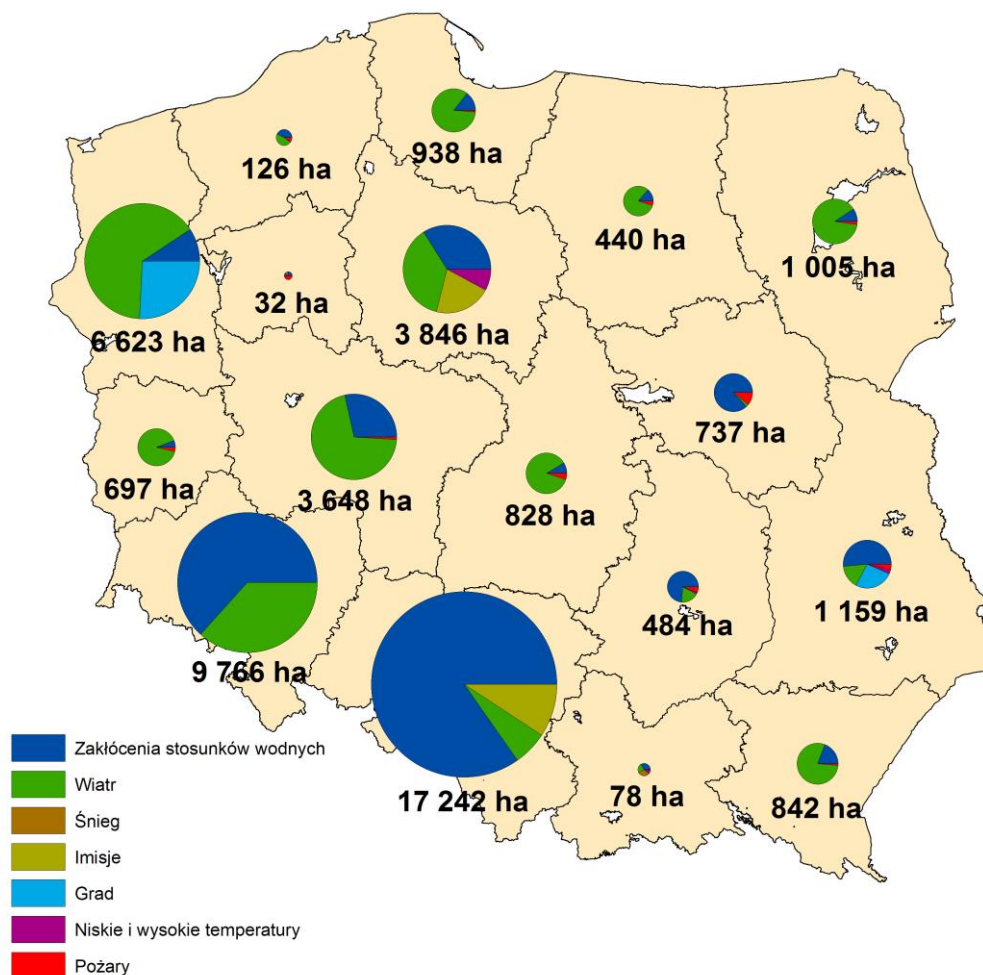 126 ha
938 ha
440 ha
1 005 ha
6 623 ha
32 ha
3 846 ha
737 ha
697 ha
3 648 ha
828 ha
1 159 ha
484 ha
9 766 ha
17 242 ha
78 ha
842 ha
Zakłócenia stosunków wodnych
Wiatr
Śnieg
Imisje
Grad
Niskie i wysokie temperatury
Pożary